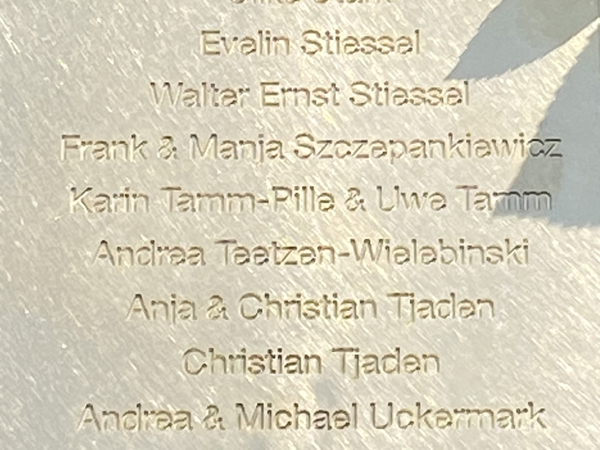 Evelin Stiessel
Walter Ernst Stiessel
Frank & Manja Szczepankiewicz
Karin Tamm-Pille & Uwe Tamm
Andrea Teetzen-Wielebinski
Anja & Christian Tjaden
Christian Tjaden
Andrea & Michael Uckermark